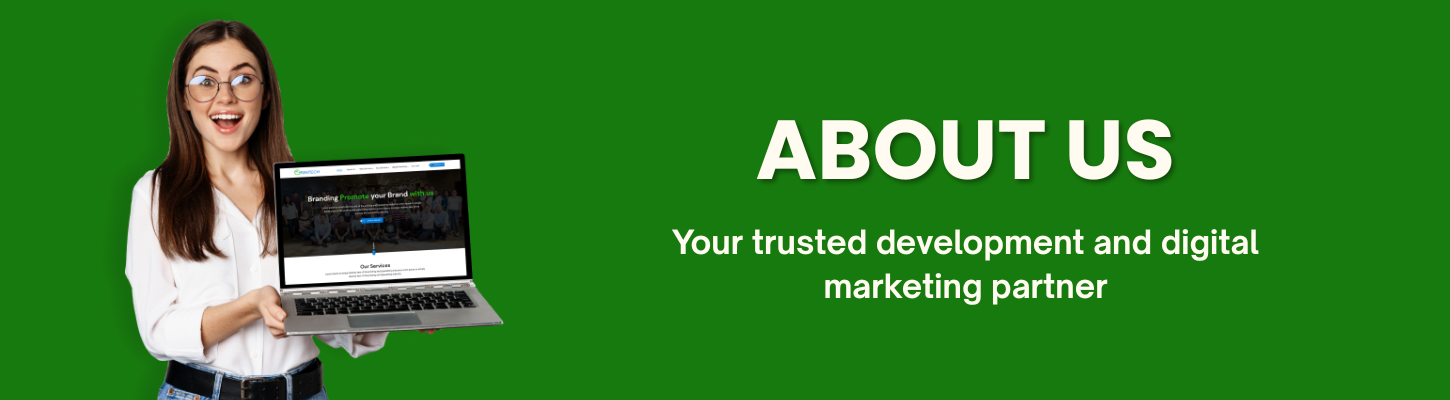 ABOUT US
Your trusted development and digital
marketing partner
Branding Promote your Brand with us
Our Services